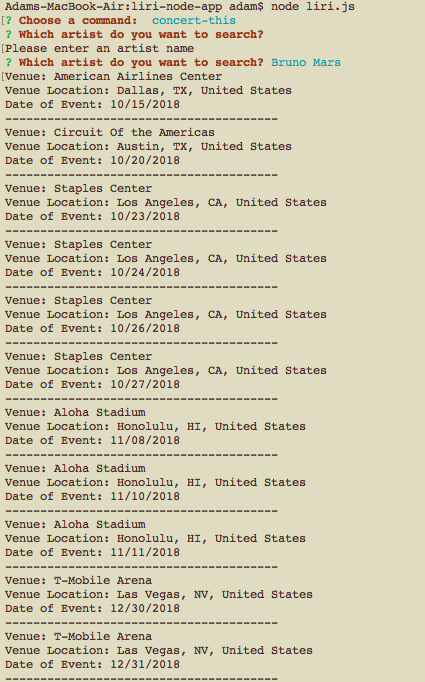 Adams-MacBook-Air:liri-node-app adam$ node liri.js
[? Choose a command:  concert-this
? Which artist do you want to search?
[Please enter an artist name
? Which artist do you want to search? Bruno Mars
[Venue: American Airlines Center
Venue Location: Dallas, TX, United States
Date of Event: 10/15/2018
---------------------------------------
Venue: Circuit Of the Americas
Venue Location: Austin, TX, United States
Date of Event: 10/20/2018
---------------------------------------
Venue: Staples Center
Venue Location: Los Angeles, CA, United States
Date of Event: 10/23/2018
---------------------------------------
Venue: Staples Center
Venue Location: Los Angeles, CA, United States
Date of Event: 10/24/2018
---------------------------------------
Venue: Staples Center
Venue Location: Los Angeles, CA, United States
Date of Event: 10/26/2018
---------------------------------------
Venue: Staples Center
Venue Location: Los Angeles, CA, United States
Date of Event: 10/27/2018
---------------------------------------
Venue: Aloha Stadium
Venue Location: Honolulu, HI, United States
Date of Event: 11/08/2018
---------------------------------------
Venue: Aloha Stadium
Venue Location: Honolulu, HI, United States
Date of Event: 11/10/2018
---------------------------------------
Venue: Aloha Stadium
Venue Location: Honolulu, HI, United States
Date of Event: 11/11/2018
---------------------------------------
Venue: T-Mobile Arena
Venue Location: Las Vegas, NV, United States
Date of Event: 12/30/2018
---------------------------------------
Venue: T-Mobile Arena
Venue Location: Las Vegas, NV, United States
Date of Event: 12/31/2018
---------------------------------------